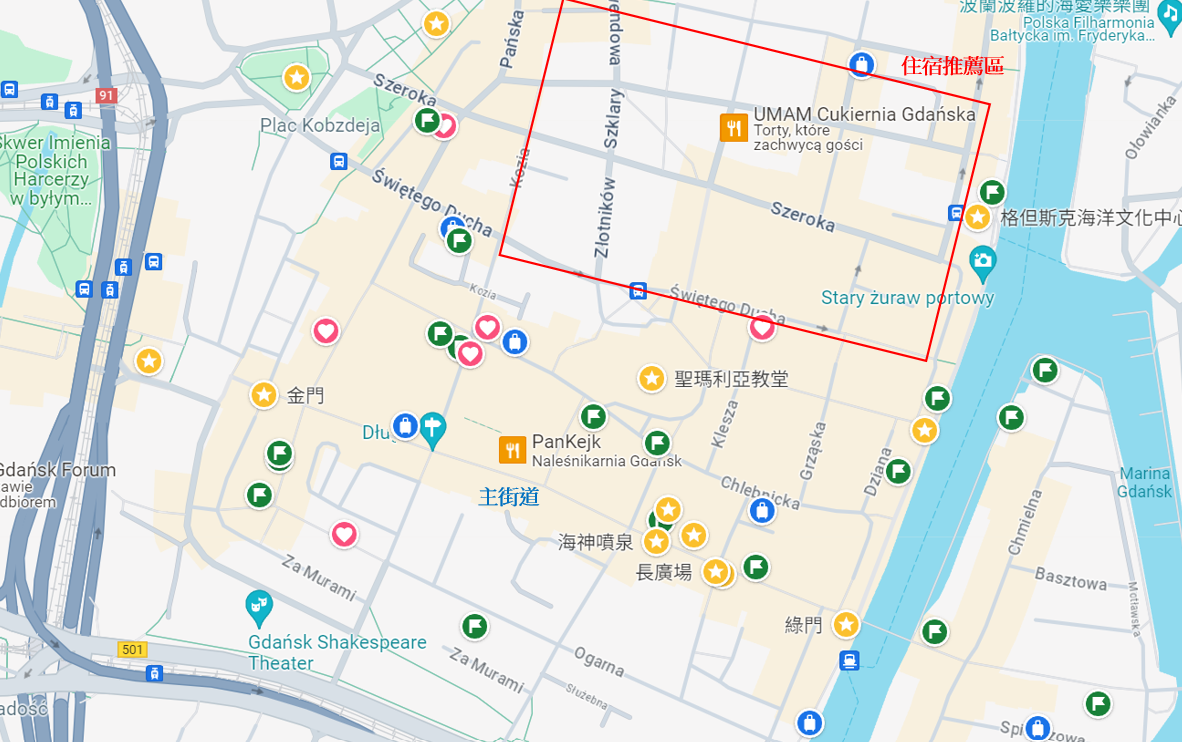 波蘭波羅的海愛樂樂團
Polska Filharmonia
Bałtycka im. Fryderyka...
Pańska
住宿推薦區
Szeroka
91
UMAM Cukiernia Gdańska
Torty, które
zachwycą gości
Szklary
Ołowianka
Plac Kobzdeja
Skwer Imienia
Polskich
Harcerzy
w byłym...
Kozia
Świętego Ducha
Złotników
Szeroka
格但斯克海洋文化中心
Kozia
Świętego Ducha
Stary żuraw portowy
聖瑪利亞教堂
金門
Klesza
Grząska
Dług
PanKejk
Naleśnikarnia Gdańsk
Gdańsk Forum
awie
dbiorem
Dziana
Marina
Gdańsk
主街道
Chlebnicka
Chmielna
海神噴泉
長廣場
Za Murami
Basztowa
Motławska
綠門
Gdańsk Shakespeare
Theater
501
Za Murami
Ogarna
Służebna
adość